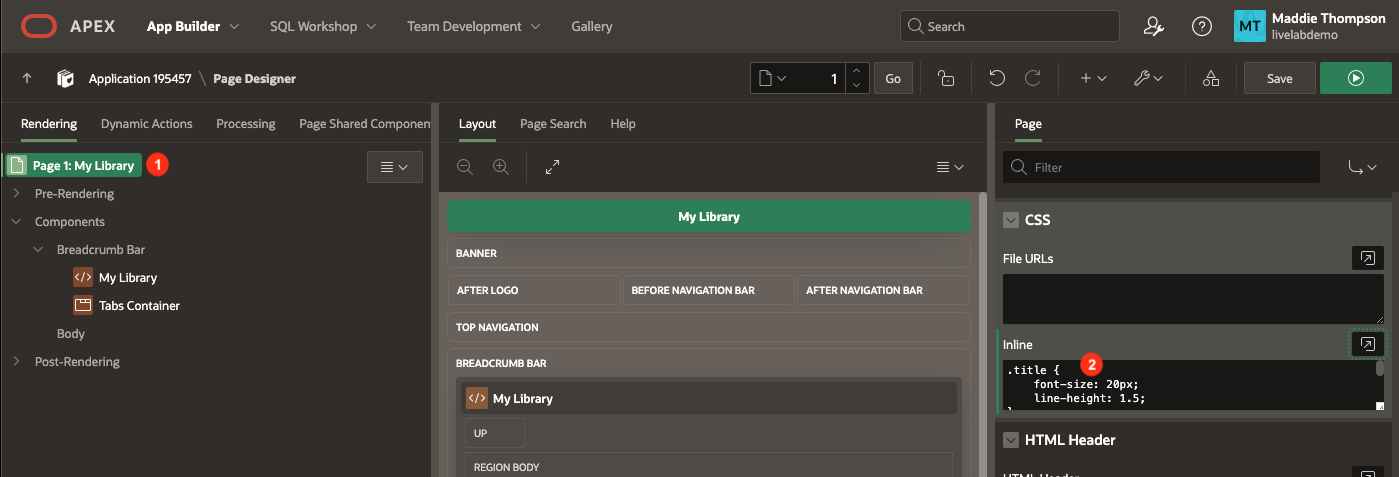 APEX App Builder SQL Workshop Team Development Gallery Search MT Maddie Thompson
livelabdemo
Application 195457 \ Page Designer 1 Go Save
Rendering Dynamic Actions Processing Page Shared Componen
Layout Page Search Help
Page
Page 1: My Library 1
Pre-Rendering
Components
Breadcrumb Bar
My Library
Tabs Container
Body
Post-Rendering
My Library
BANNER
AFTER LOGO BEFORE NAVIGATION BAR AFTER NAVIGATION BAR
TOP NAVIGATION
BREADCRUMB BAR
My Library
UP
REGION BODY
Filter
CSS
File URLs
Inline
2
.title {
font-size: 20px;
line-height: 1.5;
HTML Header
HTML Header